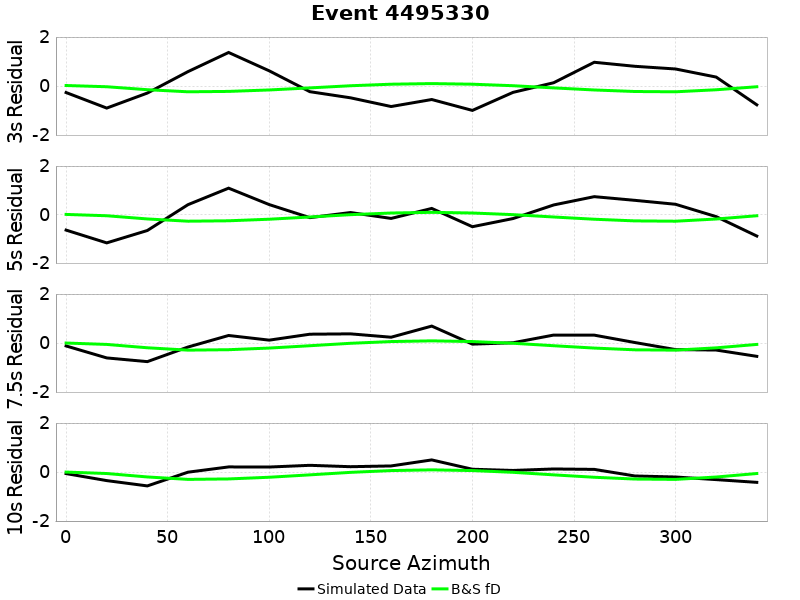 Event 4495330
3s Residual
2
0
-2
5s Residual
2
0
-2
7.5s Residual
2
0
-2
10s Residual
2
0
-2
0 50 100 150 200 250 300
Source Azimuth
Simulated Data B&S fD